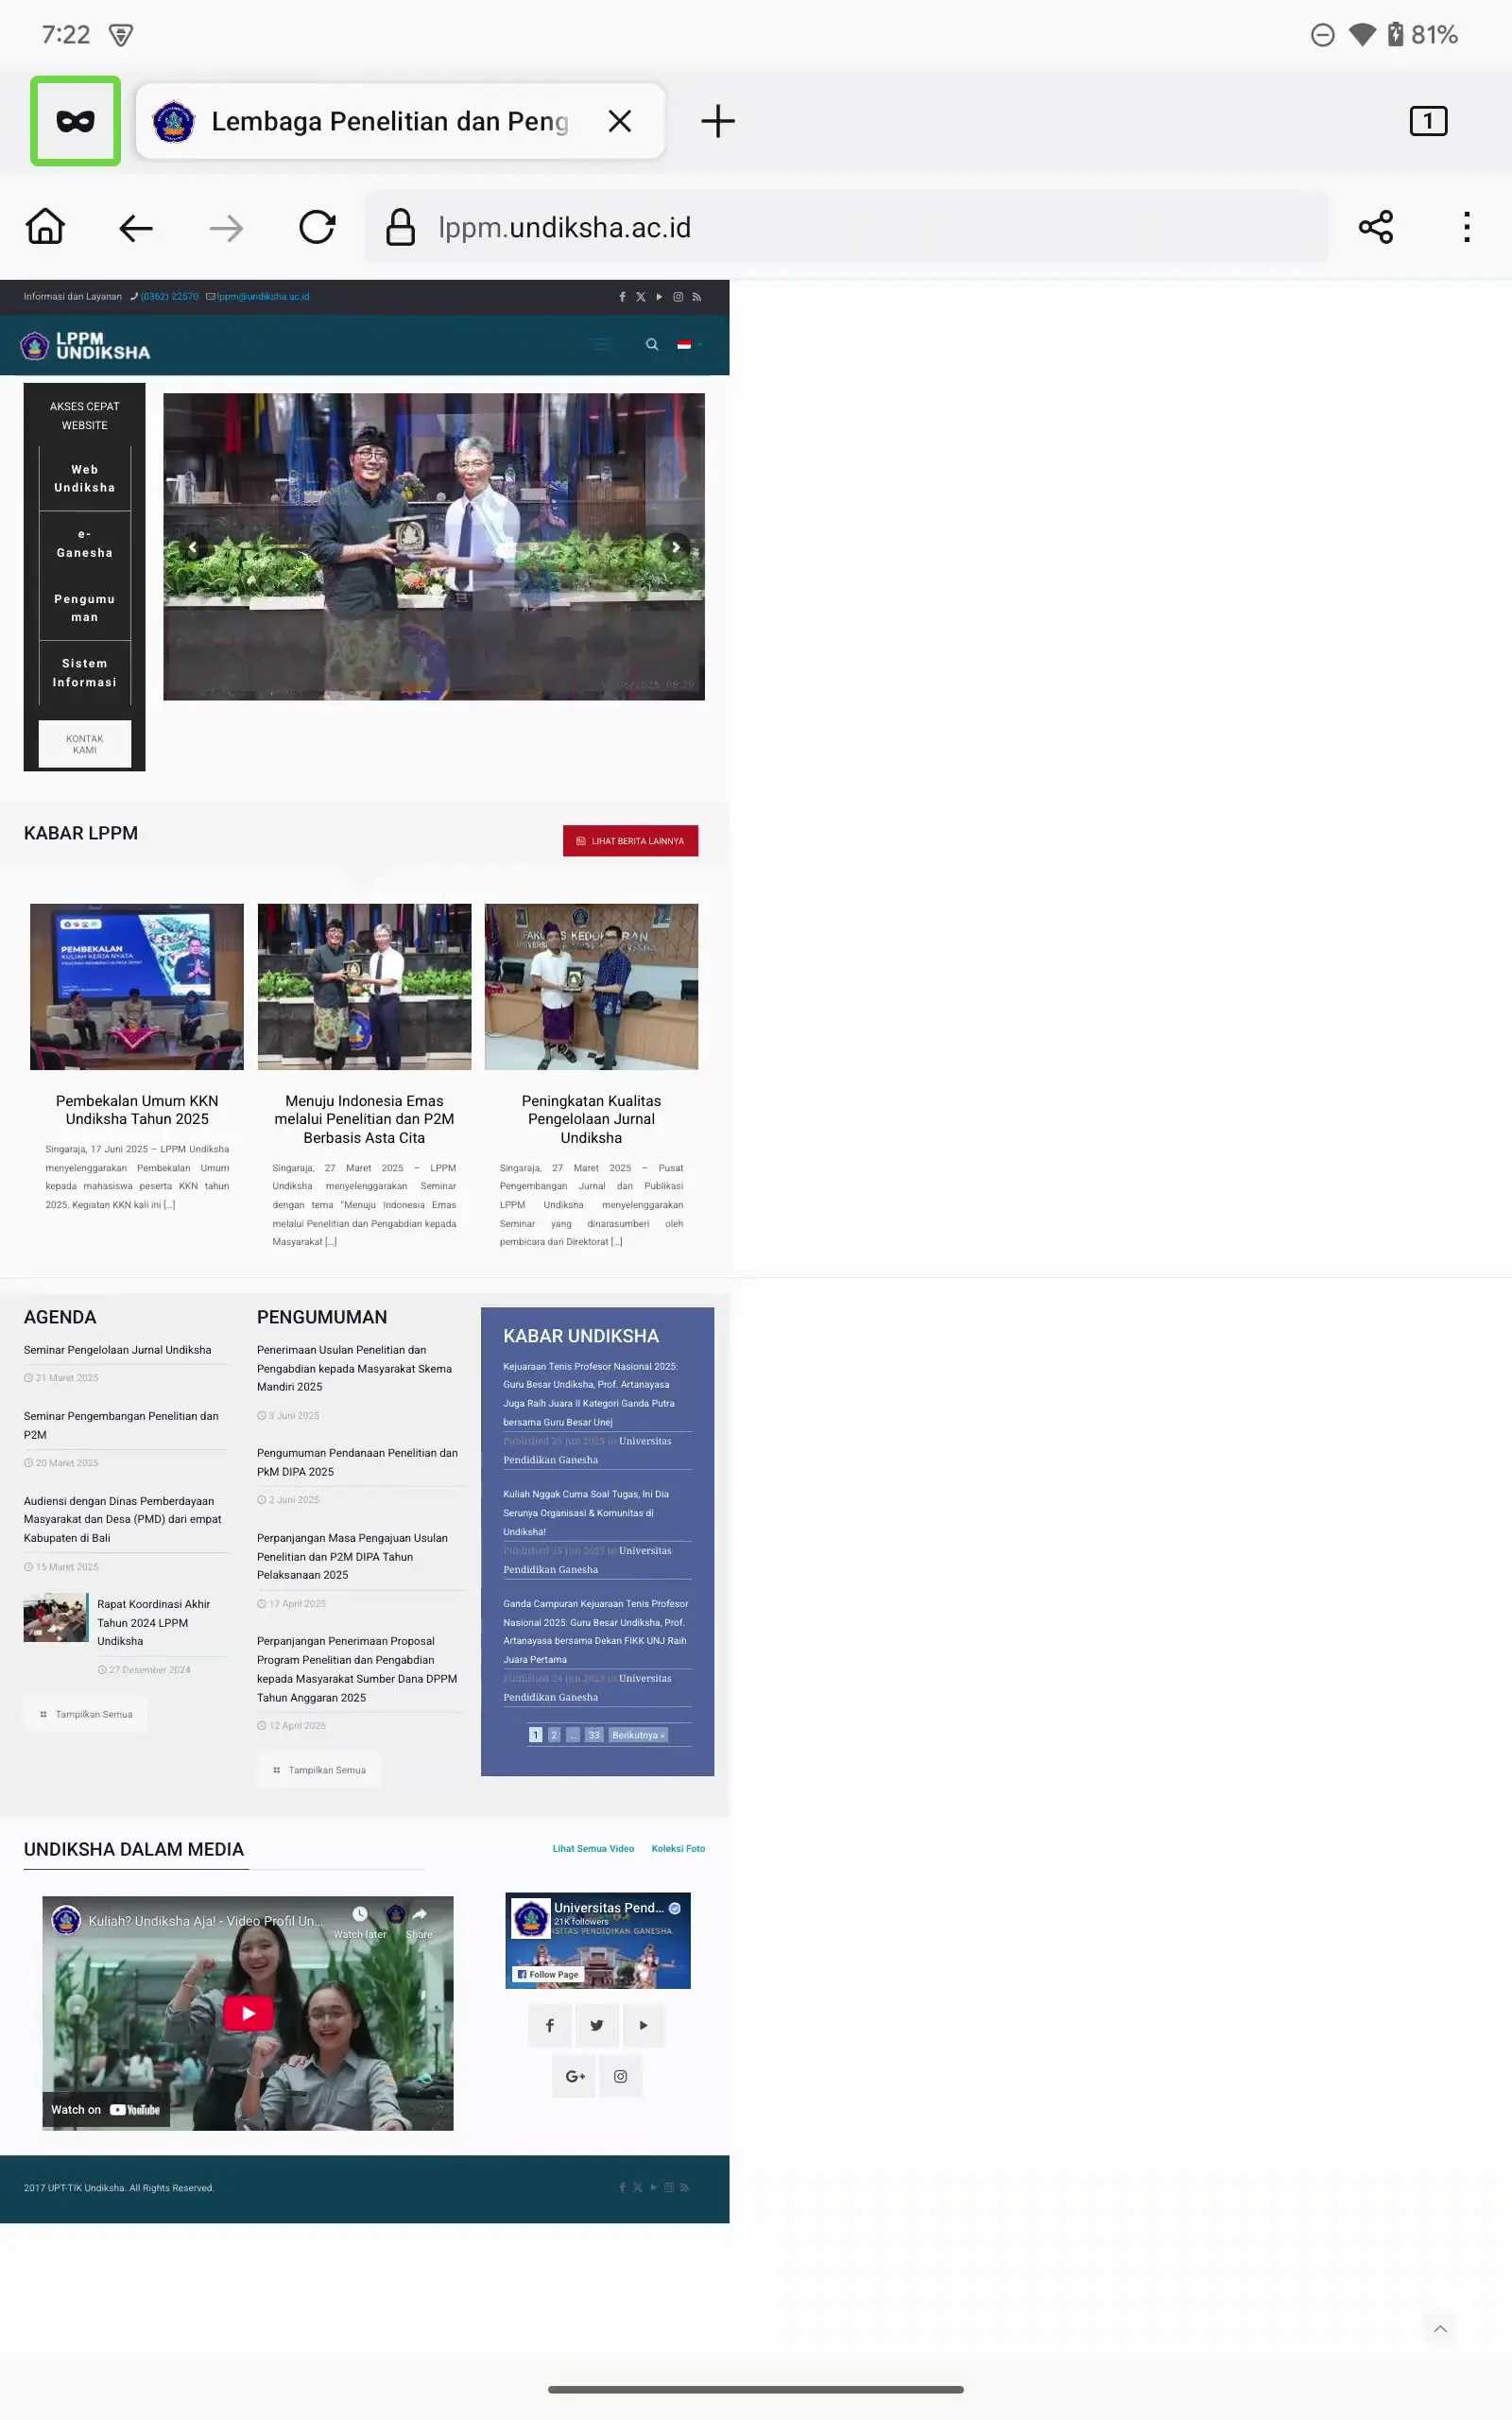 7:22
81%
Lembaga Penelitian dan Peng
1
lppm.undiksha.ac.id
Informasi dan Layanan (0362) 22570 lppm@undiksha.ac.id
LPPM
UNDIKSHA
AKSES CEPAT
WEBSITE
Web
Undiksha
e-
Ganesha
Pengumu
man
Sistem
Informasi
KONTAK
KAMI
KABAR LPPM
LIHAT BERITA LAINNYA
PEMBEKALAN
KULIAH KERJA NYATA
Pembekalan Umum KKN
Undiksha Tahun 2025
Singaraja, 17 Juni 2025 – LPPM Undiksha
menyelenggarakan Pembekalan Umum
kepada mahasiswa peserta KKN tahun
2025. Kegiatan KKN kali ini [...]
Menuju Indonesia Emas
melalui Penelitian dan P2M
Berbasis Asta Cita
Singaraja, 27 Maret 2025 – LPPM
Undiksha menyelenggarakan Seminar
dengan tema “Menuju Indonesia Emas
melalui Penelitian dan Pengabdian kepada
Masyarakat [...]
Peningkatan Kualitas
Pengelolaan Jurnal
Undiksha
Singaraja, 27 Maret 2025 – Pusat
Pengembangan Jurnal dan Publikasi
LPPM Undiksha menyelenggarakan
Seminar yang dinarasumberi oleh
pembicara dari Direktorat [...]
AGENDA
Seminar Pengelolaan Jurnal Undiksha
21 Maret 2025
Seminar Pengembangan Penelitian dan
P2M
20 Maret 2025
Audiensi dengan Dinas Pemberdayaan
Masyarakat dan Desa (PMD) dari empat
Kabupaten di Bali
15 Maret 2025
Rapat Koordinasi Akhir
Tahun 2024 LPPM
Undiksha
27 Desember 2024
Tampilkan Semua
PENGUMUMAN
Penerimaan Usulan Penelitian dan
Pengabdian kepada Masyarakat Skema
Mandiri 2025
3 Juni 2025
Pengumuman Pendanaan Penelitian dan
PkM DIPA 2025
2 Juni 2025
Perpanjangan Masa Pengajuan Usulan
Penelitian dan P2M DIPA Tahun
Pelaksanaan 2025
17 April 2025
Perpanjangan Penerimaan Proposal
Program Penelitian dan Pengabdian
kepada Masyarakat Sumber Dana DPPM
Tahun Anggaran 2025
12 April 2025
Tampilkan Semua
KABAR UNDIKSHA
Kejuaraan Tenis Profesor Nasional 2025:
Guru Besar Undiksha, Prof. Artanayasa
Juga Raih Juara II Kategori Ganda Putra
bersama Guru Besar Unej
Published 25 Jun 2025 in Universitas
Pendidikan Ganesha
Kuliah Nggak Cuma Soal Tugas, Ini Dia
Serunya Organisasi & Komunitas di
Undiksha!
Published 25 Jun 2025 in Universitas
Pendidikan Ganesha
Ganda Campuran Kejuaraan Tenis Profesor
Nasional 2025: Guru Besar Undiksha, Prof.
Artanayasa bersama Dekan FIKK UNJ Raih
Juara Pertama
Published 24 Jun 2025 in Universitas
Pendidikan Ganesha
1 2 ... 33 Berikutnya »
UNDIKSHA DALAM MEDIA
Lihat Semua Video Koleksi Foto
Kuliah? Undiksha Aja! - Video Profil Un...
Watch later
Share
Watch on YouTube
Universitas Pend...
21K followers
SITAS PENDIDIKAN GANESHA
Follow Page
2017 UPT-TIK Undiksha. All Rights Reserved.